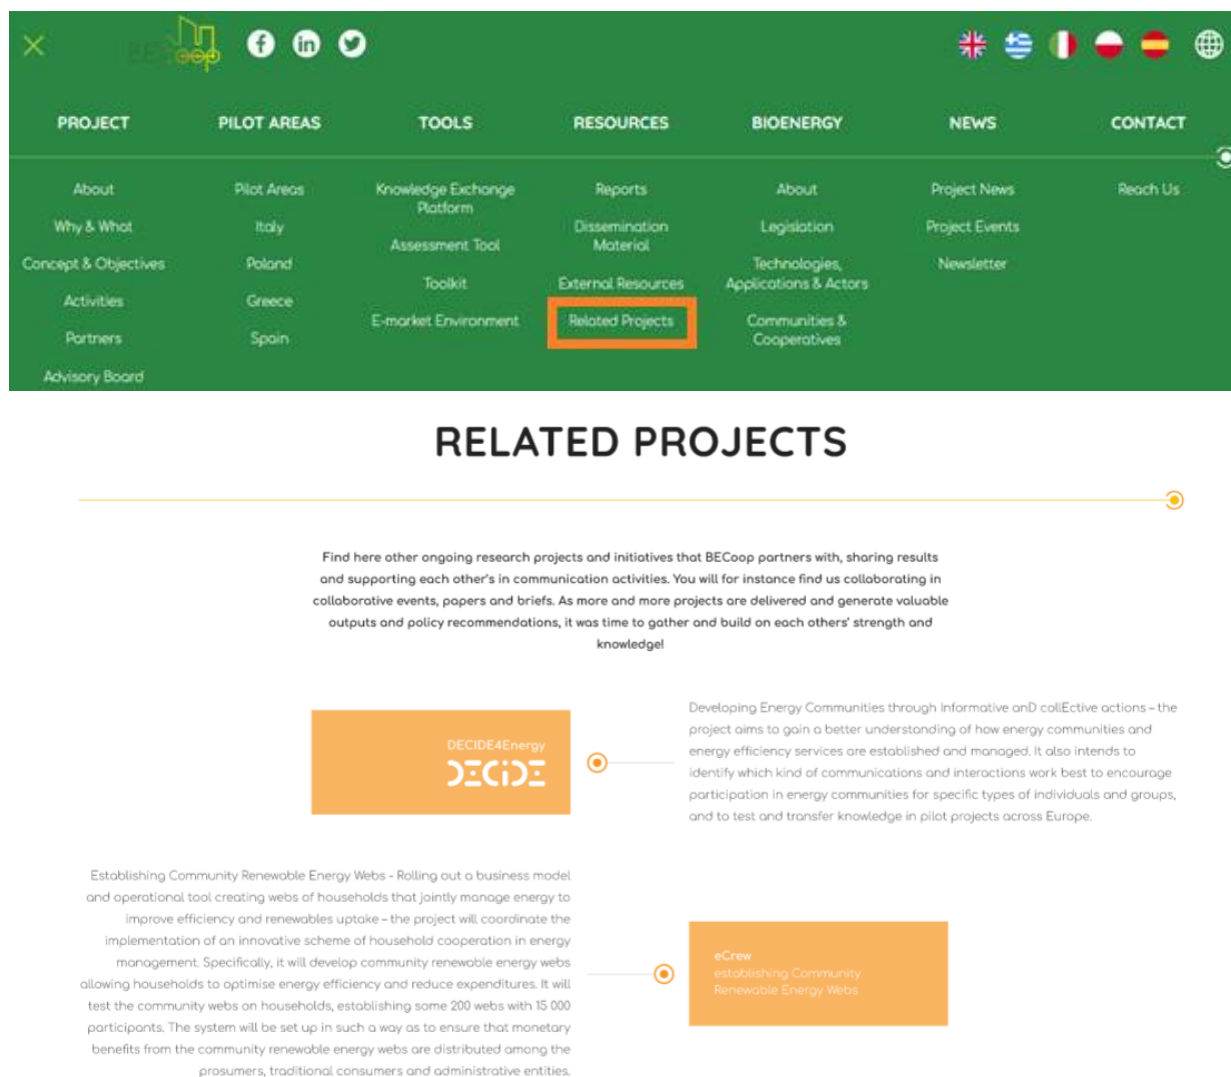 BECoop
PROJECT
PILOT AREAS
TOOLS
RESOURCES
BIOENERGY
NEWS
CONTACT
About
Why & What
Concept & Objectives
Activities
Partners
Advisory Board
Pilot Areas
Italy
Poland
Greece
Spain
Knowledge Exchange
Platform
Assessment Tool
Toolkit
E-market Environment
Reports
Dissemination
Material
External Resources
Related Projects
About
Legislation
Technologies,
Applications & Actors
Communities &
Cooperatives
Project News
Project Events
Newsletter
Reach Us
RELATED PROJECTS
Find here other ongoing research projects and initiatives that BECoop partners with, sharing results
and supporting each other's in communication activities. You will for instance find us collaborating in
collaborative events, papers and briefs. As more and more projects are delivered and generate valuable
outputs and policy recommendations, it was time to gather and build on each others' strength and
knowledge!
DECIDE4Energy
DECIDE
Developing Energy Communities through Informative anD collEctive actions – the
project aims to gain a better understanding of how energy communities and
energy efficiency services are established and managed. It also intends to
identify which kind of communications and interactions work best to encourage
participation in energy communities for specific types of individuals and groups,
and to test and transfer knowledge in pilot projects across Europe.
Establishing Community Renewable Energy Webs - Rolling out a business model
and operational tool creating webs of households that jointly manage energy to
improve efficiency and renewables uptake – the project will coordinate the
implementation of an innovative scheme of household cooperation in energy
management. Specifically, it will develop community renewable energy webs
allowing households to optimise energy efficiency and reduce expenditures. It will
test the community webs on households, establishing some 200 webs with 15 000
participants. The system will be set up in such a way as to ensure that monetary
benefits from the community renewable energy webs are distributed among the
prosumers, traditional consumers and administrative entities.
eCrew
establishing Community
Renewable Energy Webs